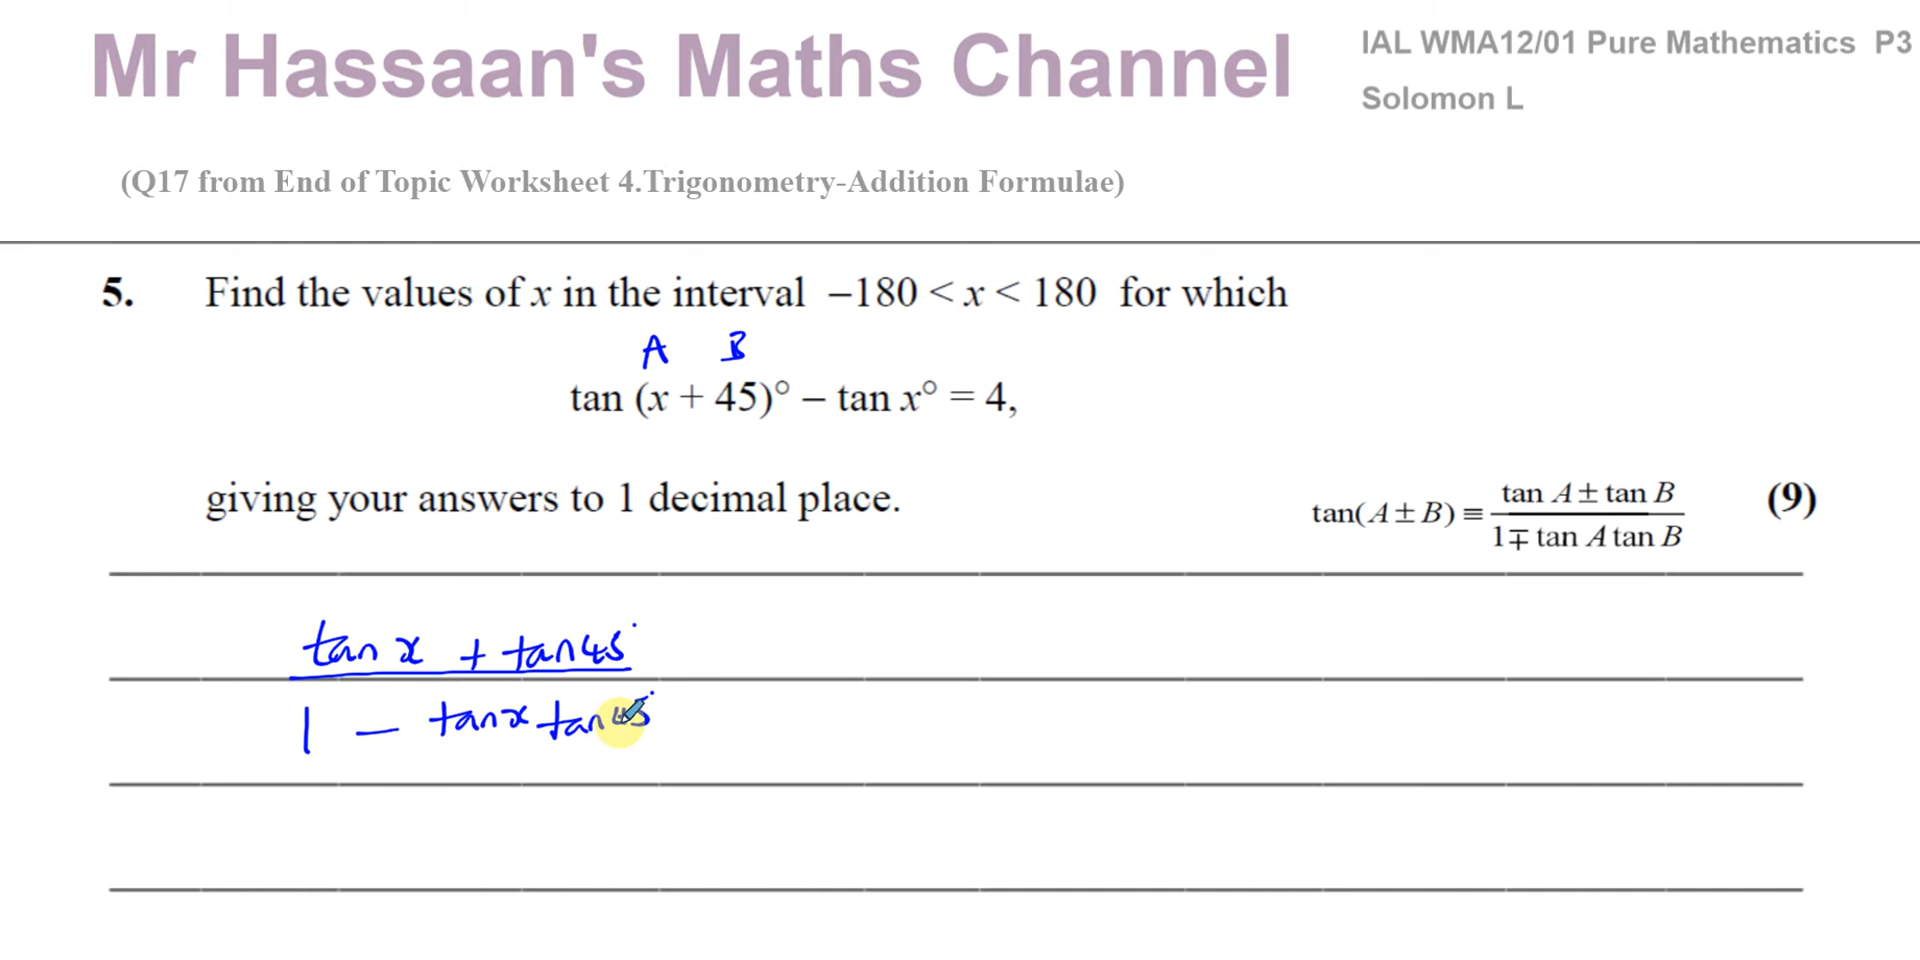 Mr Hassaan's Maths Channel
IAL WMA12/01 Pure Mathematics P3
Solomon L
(Q17 from End of Topic Worksheet 4.Trigonometry-Addition Formulae)
5. Find the values of x in the interval −180 < x < 180 for which
A B
tan (x + 45)° − tan x° = 4,
giving your answers to 1 decimal place.
tan(A ± B) ≡ (tan A ± tan B) / (1 ∓ tan A tan B)
(9)
tan x + tan45°
1 − tanx tan45°